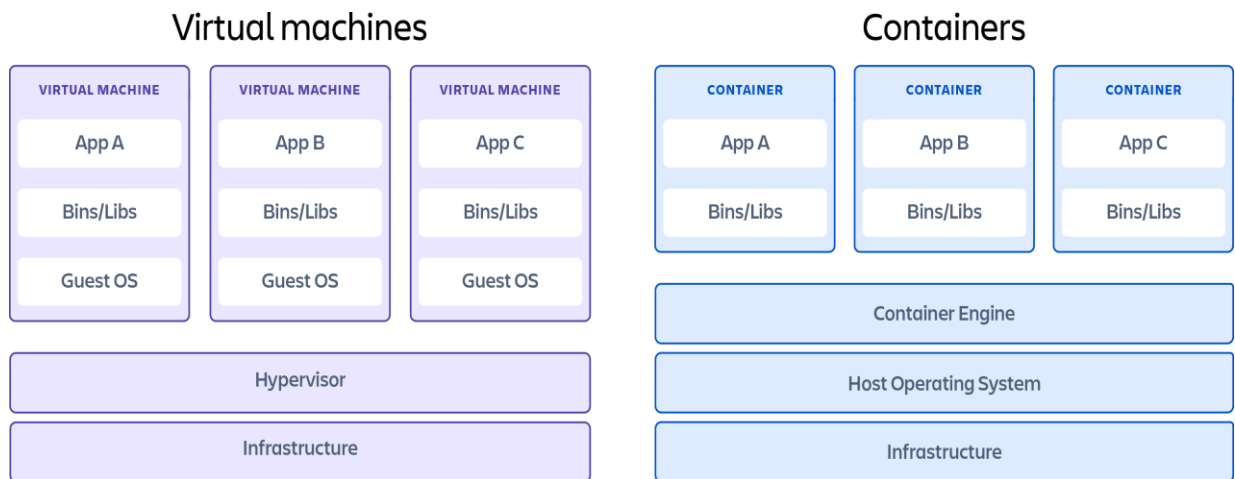 Virtual machines
VIRTUAL MACHINE
App A
Bins/Libs
Guest OS
VIRTUAL MACHINE
App B
Bins/Libs
Guest OS
VIRTUAL MACHINE
App C
Bins/Libs
Guest OS
Hypervisor
Infrastructure
Containers
CONTAINER
App A
Bins/Libs
CONTAINER
App B
Bins/Libs
CONTAINER
App C
Bins/Libs
Container Engine
Host Operating System
Infrastructure